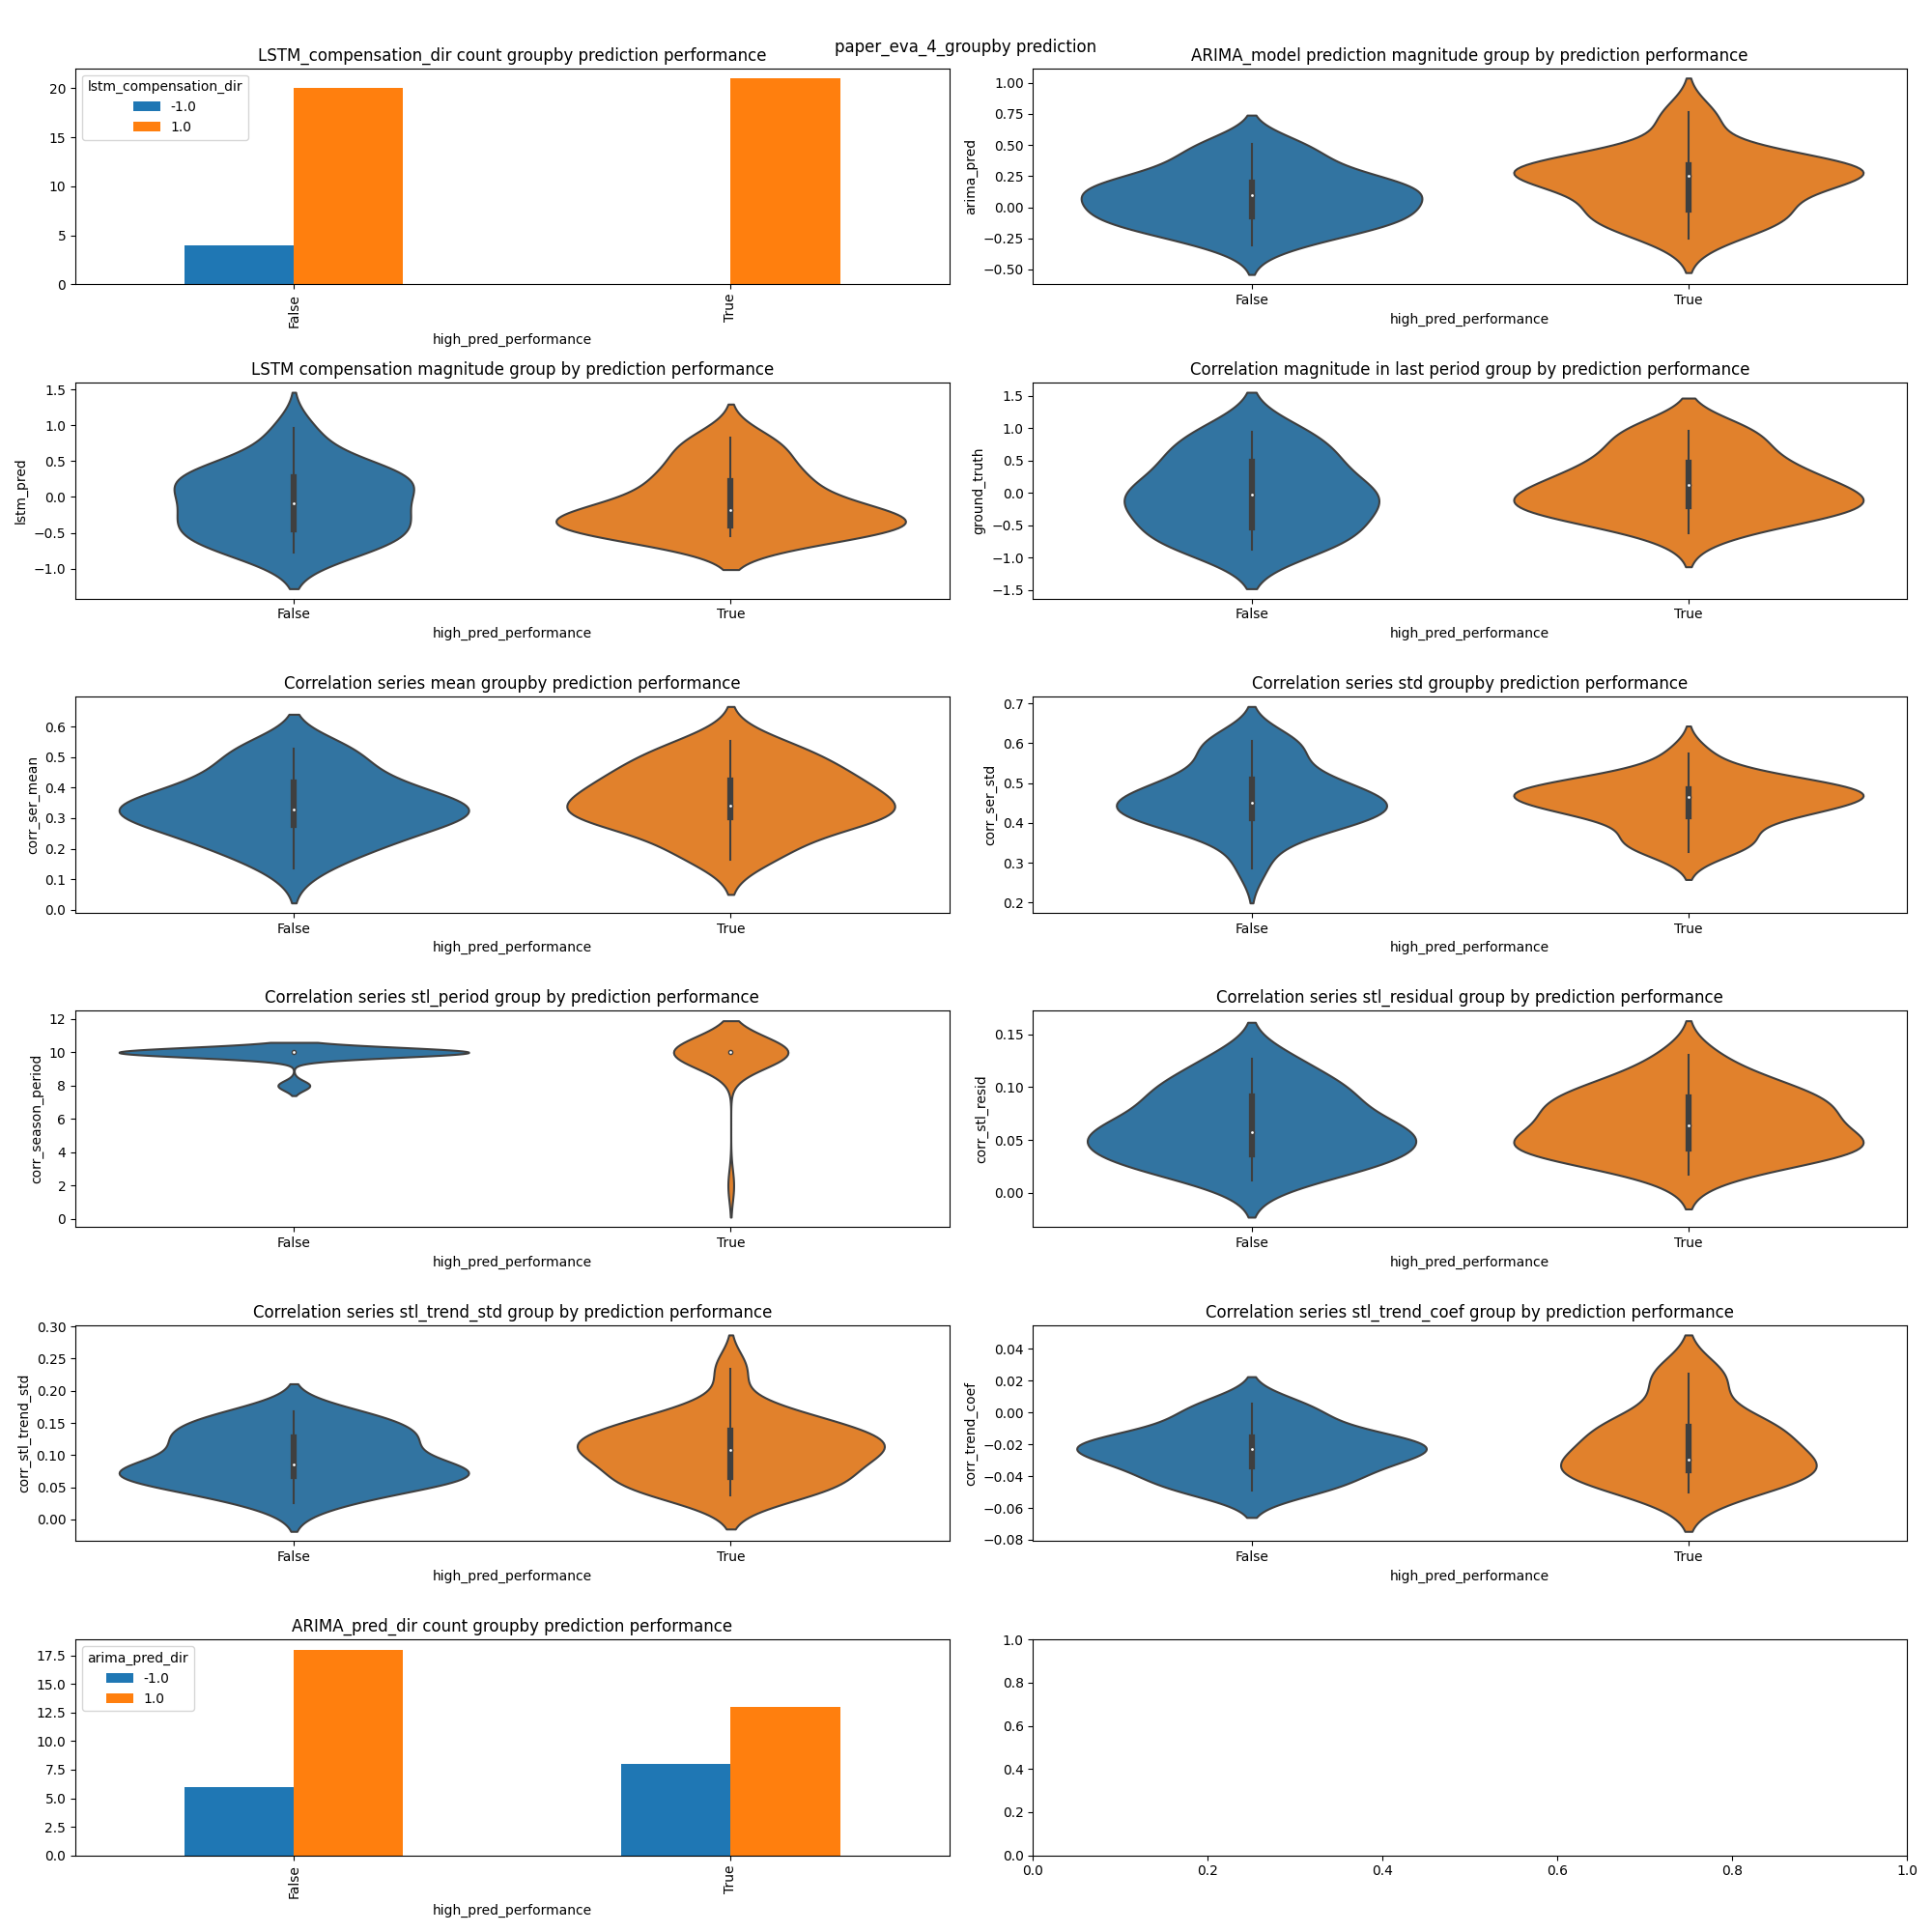 paper_eva_4_groupby prediction
LSTM_compensation_dir count groupby prediction performance
lstm_compensation_dir
-1.0
1.0
20
15
10
5
0
False
True
high_pred_performance
ARIMA_model prediction magnitude group by prediction performance
arima_pred
1.00
0.75
0.50
0.25
0.00
−0.25
−0.50
False
True
high_pred_performance
LSTM compensation magnitude group by prediction performance
lstm_pred
1.5
1.0
0.5
0.0
−0.5
−1.0
False
True
high_pred_performance
Correlation magnitude in last period group by prediction performance
ground_truth
1.5
1.0
0.5
0.0
−0.5
−1.0
−1.5
False
True
high_pred_performance
Correlation series mean groupby prediction performance
corr_ser_mean
0.6
0.5
0.4
0.3
0.2
0.1
0.0
False
True
high_pred_performance
Correlation series std groupby prediction performance
corr_ser_std
0.7
0.6
0.5
0.4
0.3
0.2
False
True
high_pred_performance
Correlation series stl_period group by prediction performance
corr_season_period
12
10
8
6
4
2
0
False
True
high_pred_performance
Correlation series stl_residual group by prediction performance
corr_stl_resid
0.15
0.10
0.05
0.00
False
True
high_pred_performance
Correlation series stl_trend_std group by prediction performance
corr_stl_trend_std
0.30
0.25
0.20
0.15
0.10
0.05
0.00
False
True
high_pred_performance
Correlation series stl_trend_coef group by prediction performance
corr_trend_coef
0.04
0.02
0.00
−0.02
−0.04
−0.06
−0.08
False
True
high_pred_performance
ARIMA_pred_dir count groupby prediction performance
arima_pred_dir
-1.0
1.0
17.5
15.0
12.5
10.0
7.5
5.0
2.5
0.0
False
True
high_pred_performance
1.0
0.8
0.6
0.4
0.2
0.0
0.0
0.2
0.4
0.6
0.8
1.0